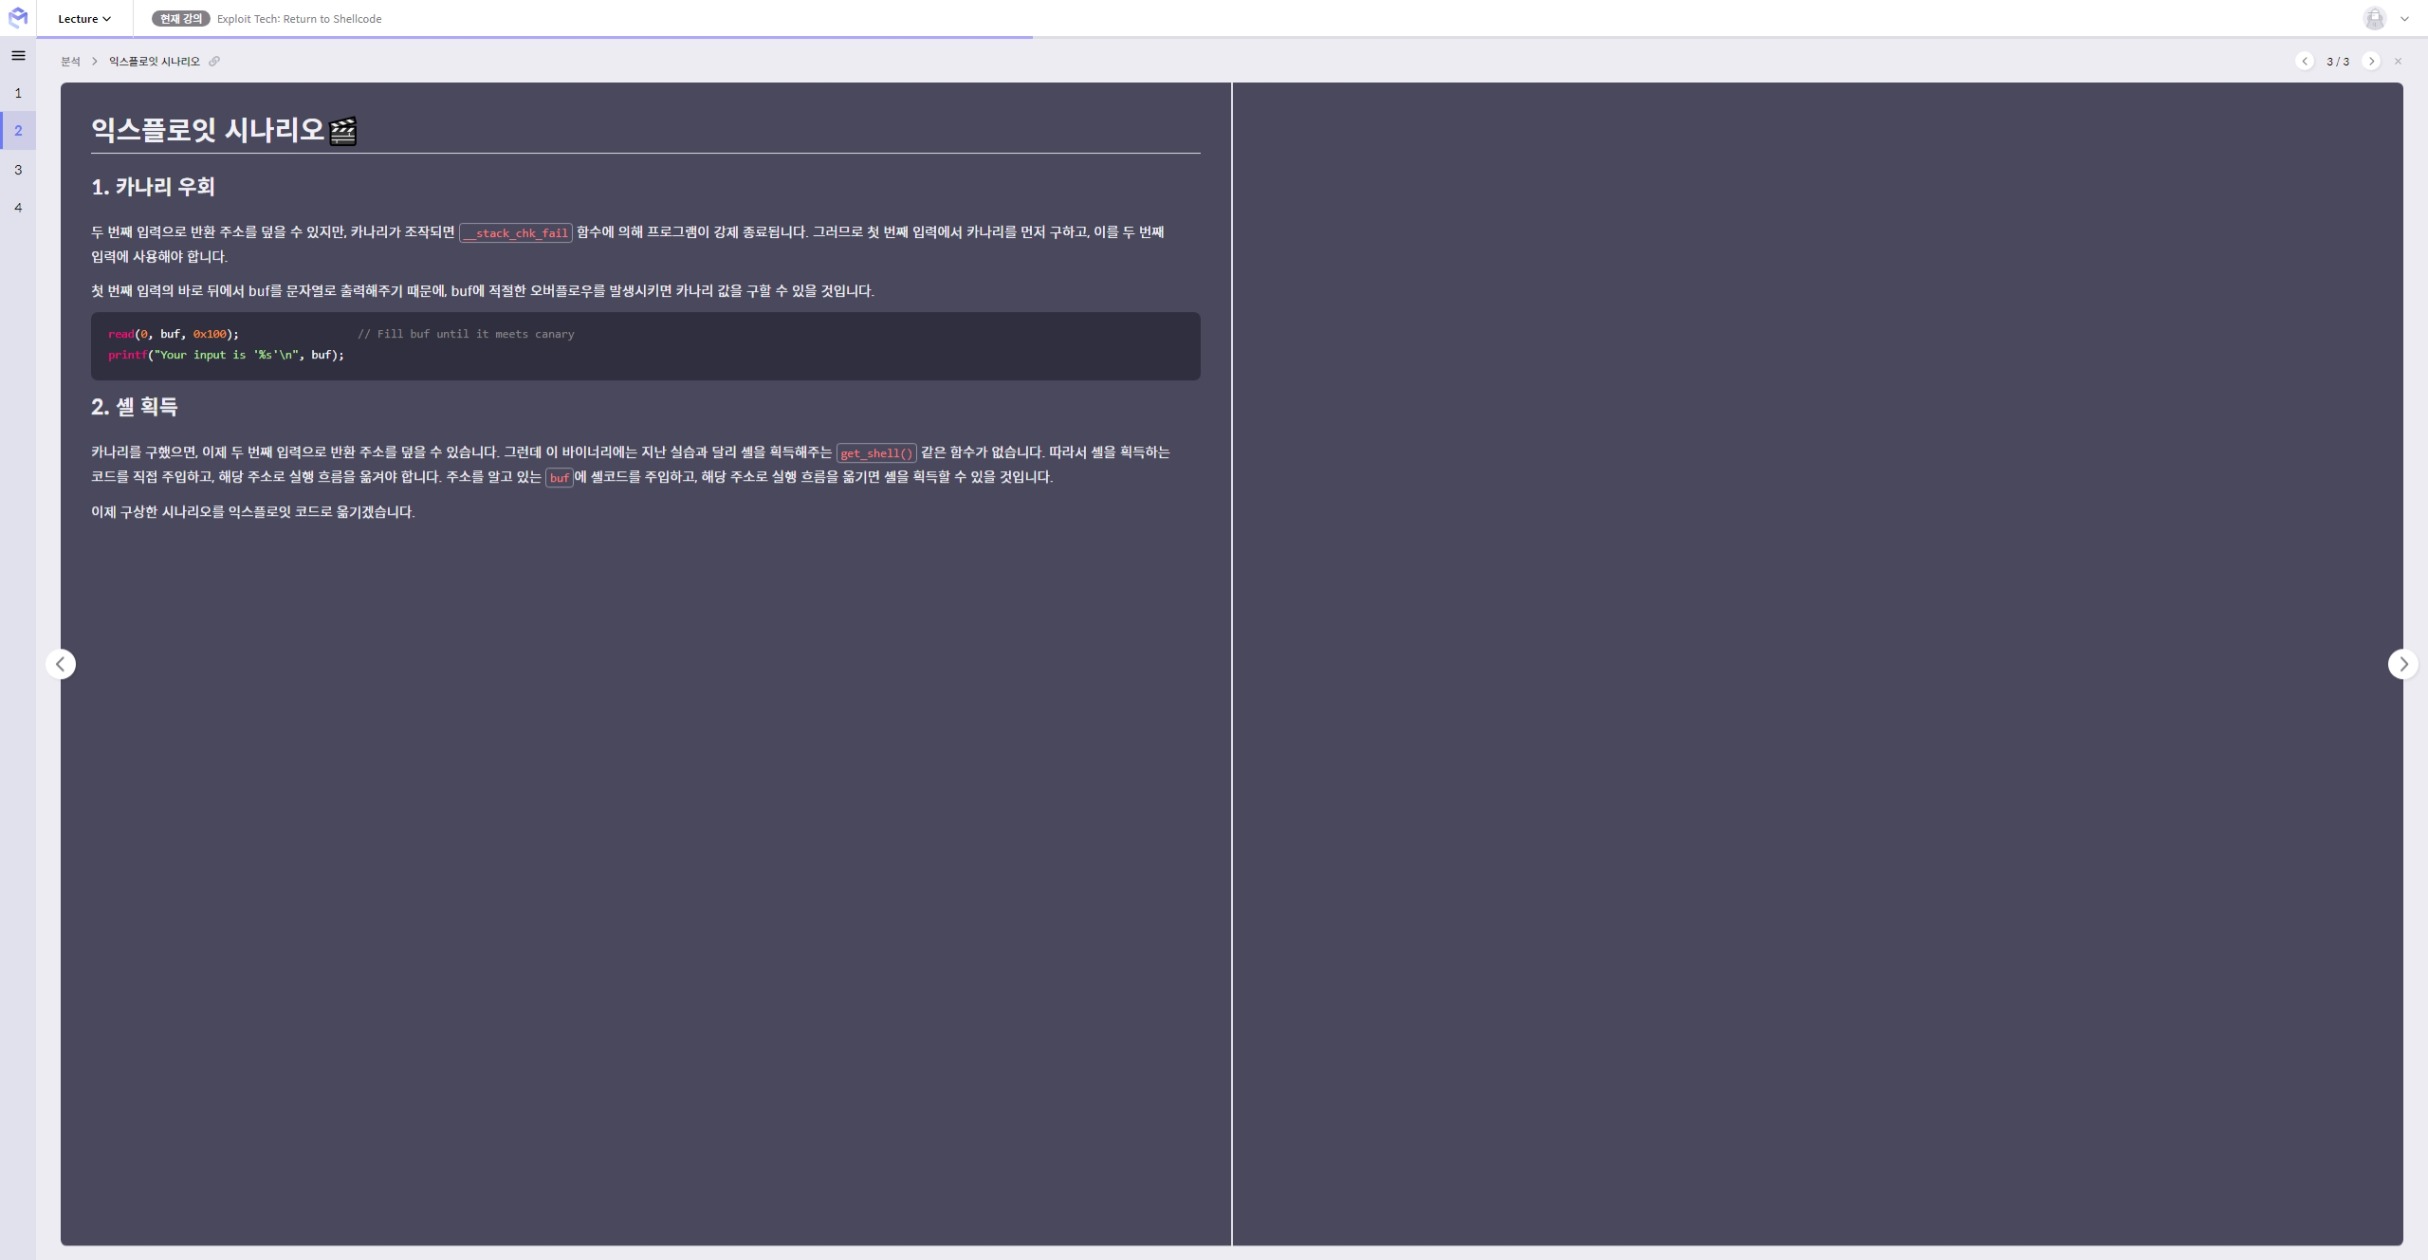 Lecture
현재 강의 Exploit Tech: Return to Shellcode
분석 > 익스플로잇 시나리오
3 / 3
1
2
3
4
익스플로잇 시나리오🎬
1. 카나리 우회
두 번째 입력으로 반환 주소를 덮을 수 있지만, 카나리가 조작되면 __stack_chk_fail 함수에 의해 프로그램이 강제 종료됩니다. 그러므로 첫 번째 입력에서 카나리를 먼저 구하고, 이를 두 번째
입력에 사용해야 합니다.
첫 번째 입력의 바로 뒤에서 buf를 문자열로 출력해주기 때문에, buf에 적절한 오버플로우를 발생시키면 카나리 값을 구할 수 있을 것입니다.
read(0, buf, 0x100);                  // Fill buf until it meets canary
printf("Your input is '%s'\n", buf);
2. 셸 획득
카나리를 구했으면, 이제 두 번째 입력으로 반환 주소를 덮을 수 있습니다. 그런데 이 바이너리에는 지난 실습과 달리 셸을 획득해주는 get_shell() 같은 함수가 없습니다. 따라서 셸을 획득하는
코드를 직접 주입하고, 해당 주소로 실행 흐름을 옮겨야 합니다. 주소를 알고 있는 buf에 셸코드를 주입하고, 해당 주소로 실행 흐름을 옮기면 셸을 획득할 수 있을 것입니다.
이제 구상한 시나리오를 익스플로잇 코드로 옮기겠습니다.